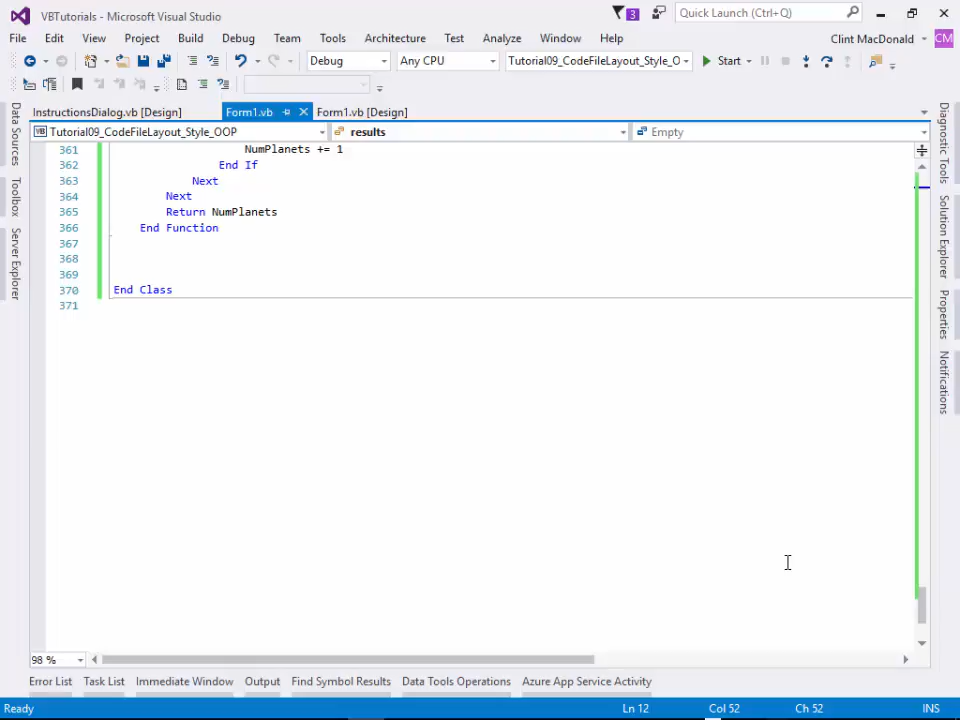 VBTutorials - Microsoft Visual Studio
3
Quick Launch (Ctrl+Q)
File Edit View Project Build Debug Team Tools Architecture Test Analyze Window Help
Clint MacDonald CM
Debug Any CPU Tutorial09_CodeFileLayout_Style_O Start
InstructionsDialog.vb [Design] Form1.vb Form1.vb [Design]
VB Tutorial09_CodeFileLayout_Style_OOP results Empty
Data Sources
Toolbox
Server Explorer
361 NumPlanets += 1
362 End If
363 Next
364 Next
365 Return NumPlanets
366 End Function
367
368
369
370 End Class
371
Diagnostic Tools
Solution Explorer
Properties
Notifications
98 %
Error List Task List Immediate Window Output Find Symbol Results Data Tools Operations Azure App Service Activity
Ready Ln 12 Col 52 Ch 52 INS